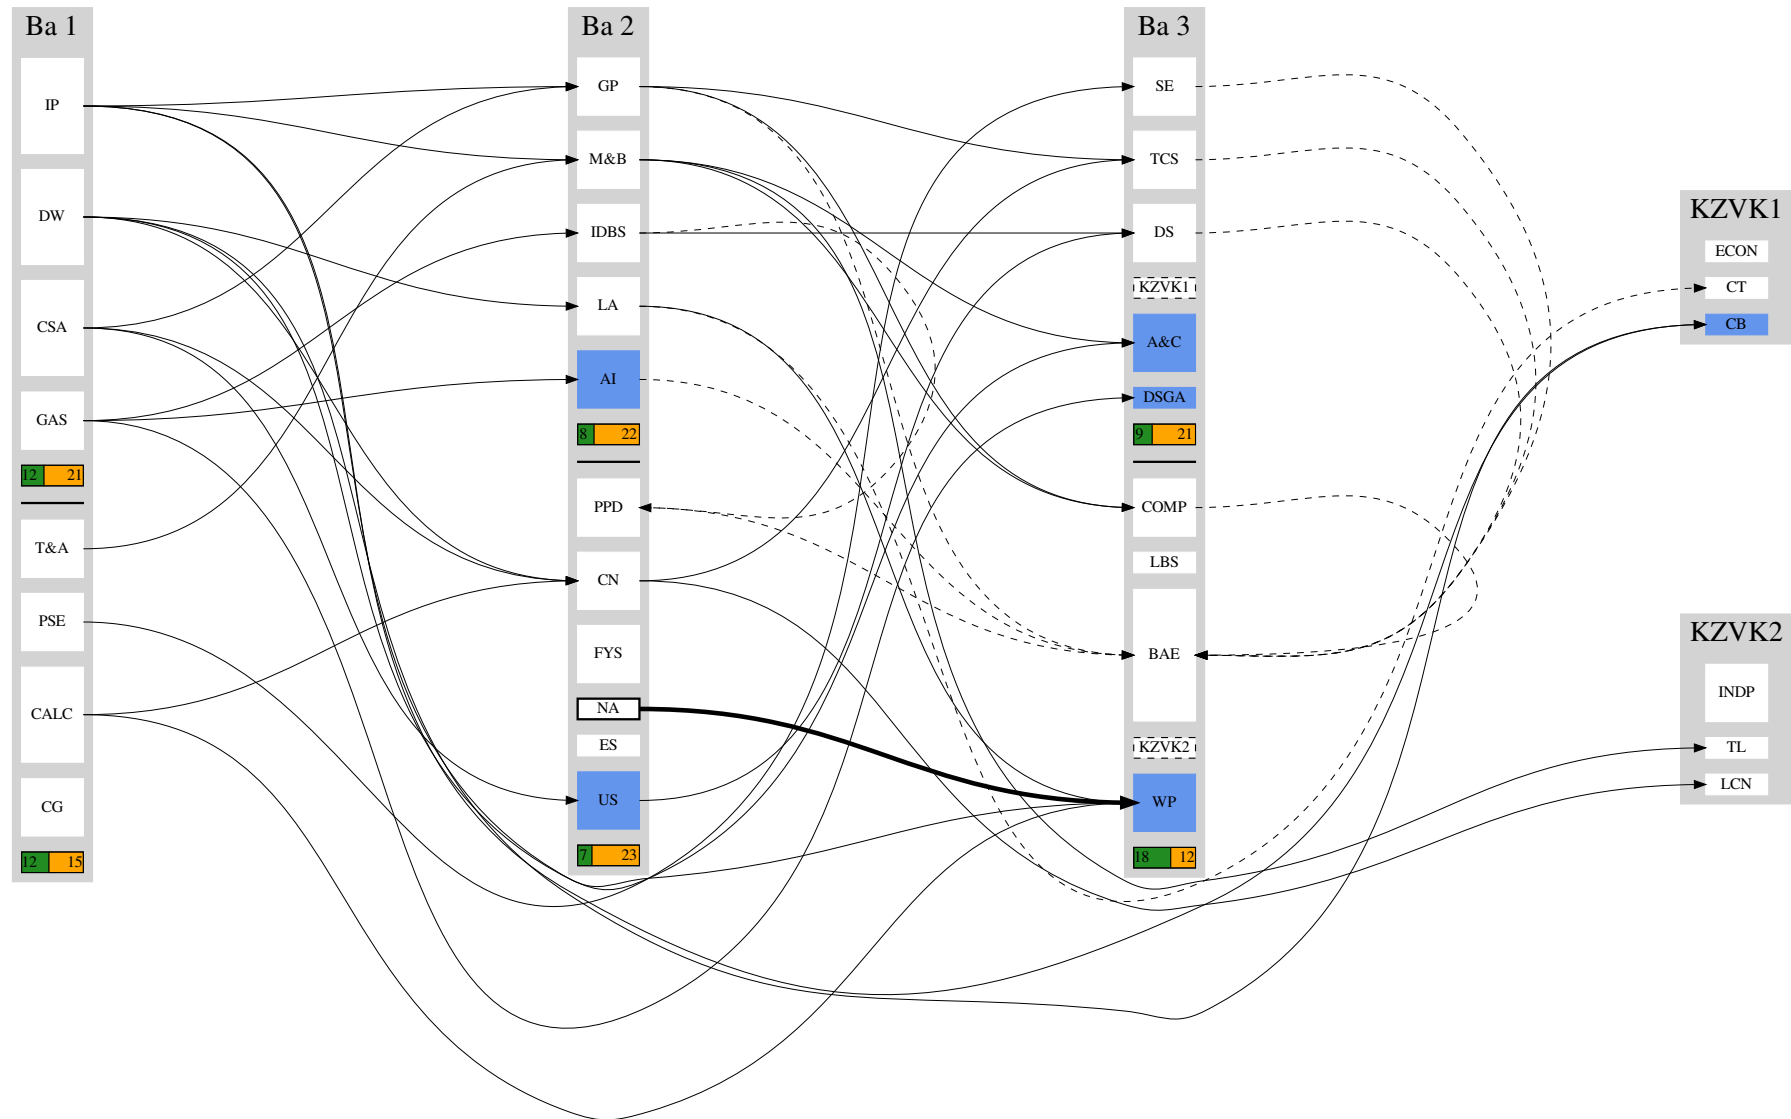 Ba 1
IP
DW
CSA
GAS
12 21
T&A
PSE
CALC
CG
12 15
Ba 2
GP
M&B
IDBS
LA
AI
8 22
PPD
CN
FYS
NA
ES
US
7 23
Ba 3
SE
TCS
DS
KZVK1
A&C
DSGA
9 21
COMP
LBS
BAE
KZVK2
WP
18 12
KZVK1
ECON
CT
CB
KZVK2
INDP
TL
LCN